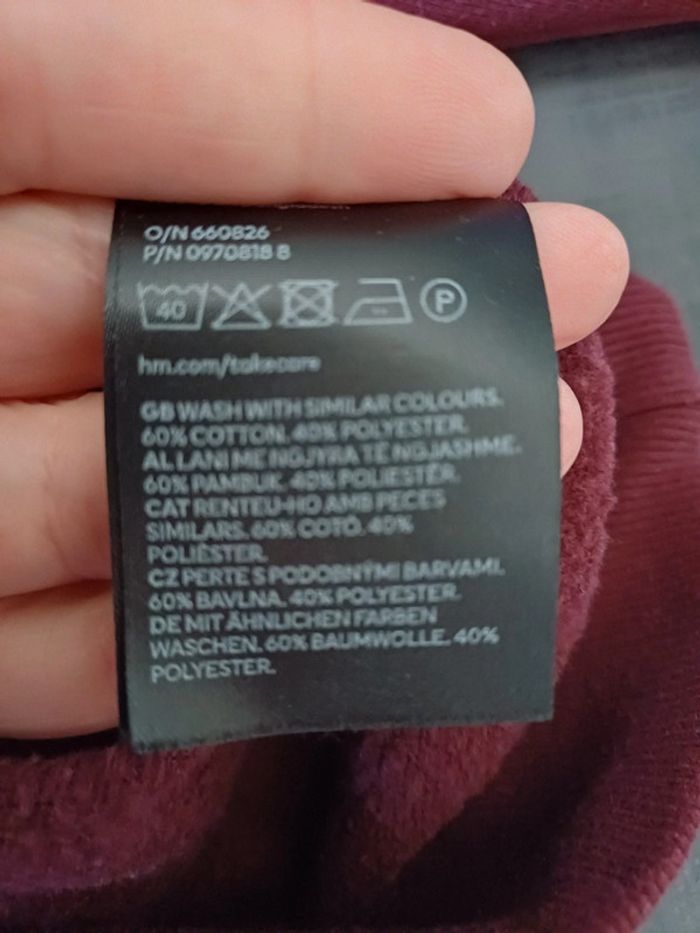 O/N 660826
P/N 0970818 8
40 P
hm.com/takecare
GB WASH WITH SIMILAR COLOURS.
60% COTTON. 40% POLYESTER.
AL LANI ME NGJYRA TË NGJASHME.
60% PAMBUK. 40% POLIESTËR.
CAT RENTEU-HO AMB PECES
SIMILARS. 60% COTÓ. 40%
POLIÈSTER.
CZ PERTE S PODOBNÝMI BARVAMI.
60% BAVLNA. 40% POLYESTER.
DE MIT ÄHNLICHEN FARBEN
WASCHEN. 60% BAUMWOLLE. 40%
POLYESTER.